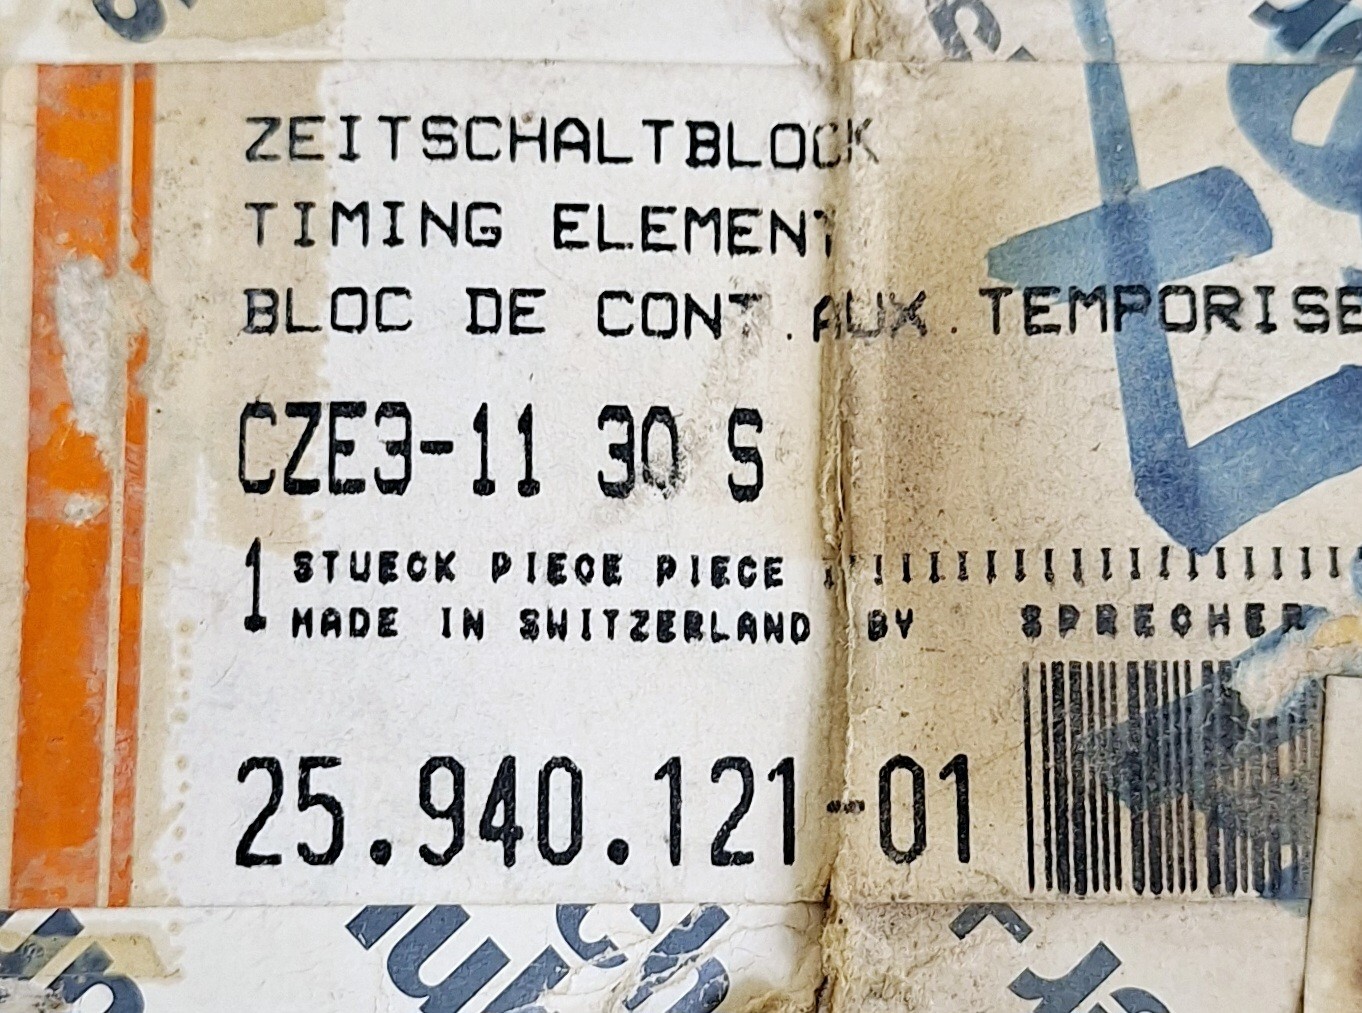 ZEITSCHALTBLOCK
TIMING ELEMENT
BLOC DE CONT.AUX.TEMPORISE
CZE3-11 30 S
1 STUECK PIECE PIECE
MADE IN SWITZERLAND BY SPRECHER
25.940.121-01